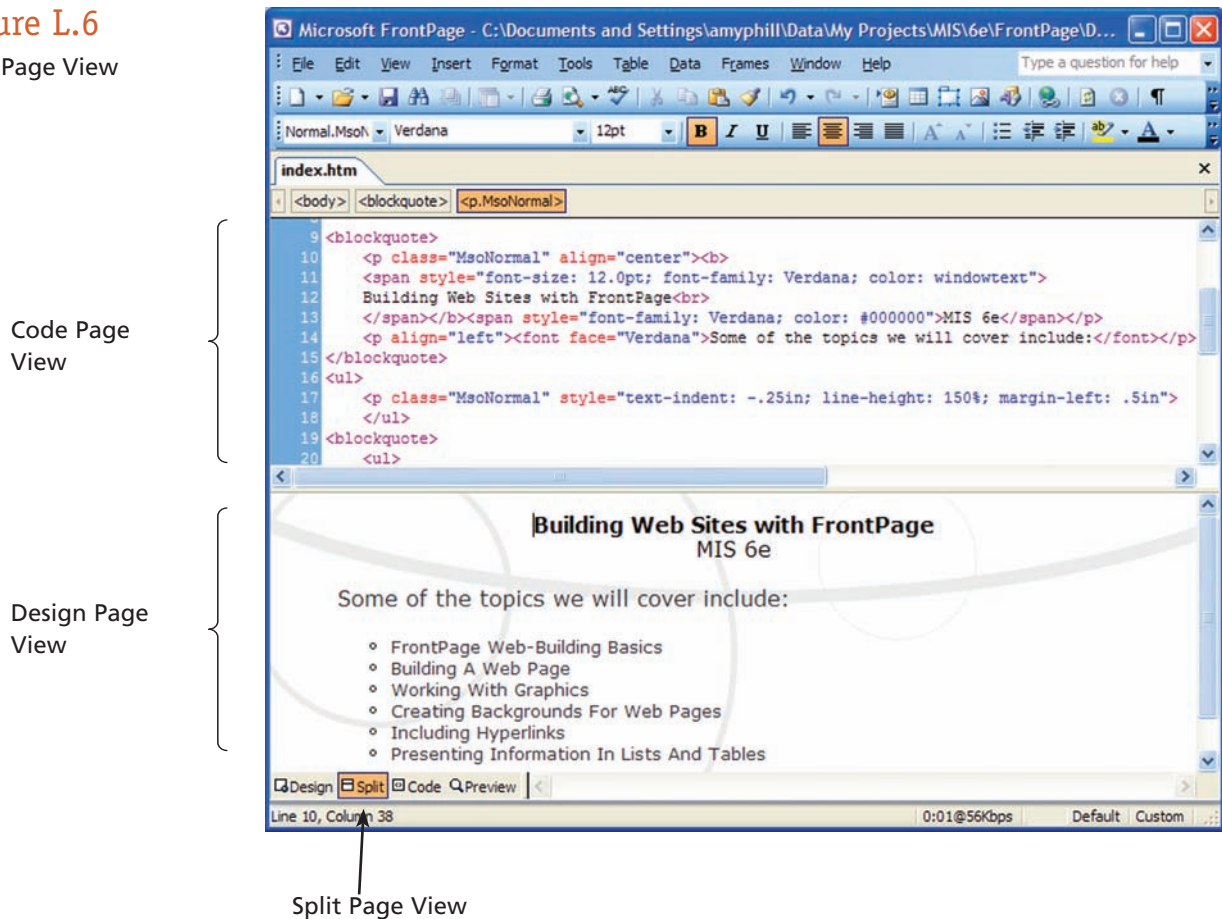 ure L.6
Page View
Microsoft FrontPage - C:\Documents and Settings\amyphill\Data\My Projects\MIS\6e\FrontPage\D...
File Edit View Insert Format Tools Table Data Frames Window Help Type a question for help
Normal.MsoN Verdana 12pt B I U
index.htm
<body> <blockquote> <p.MsoNormal>
9 <blockquote>
10 <p class="MsoNormal" align="center"><b>
11 <span style="font-size: 12.0pt; font-family: Verdana; color: windowtext">
12 Building Web Sites with FrontPage<br>
13 </span></b><span style="font-family: Verdana; color: #000000">MIS 6e</span></p>
14 <p align="left"><font face="Verdana">Some of the topics we will cover include:</font></p>
15 </blockquote>
16 <ul>
17 <p class="MsoNormal" style="text-indent: -.25in; line-height: 150%; margin-left: .5in">
18 </ul>
19 <blockquote>
20 <ul>
Code Page
View
Building Web Sites with FrontPage
MIS 6e
Some of the topics we will cover include:
FrontPage Web-Building Basics
Building A Web Page
Working With Graphics
Creating Backgrounds For Web Pages
Including Hyperlinks
Presenting Information In Lists And Tables
Design Page
View
Design Split Code Preview
Line 10, Column 38 0:01@56Kbps Default Custom
Split Page View